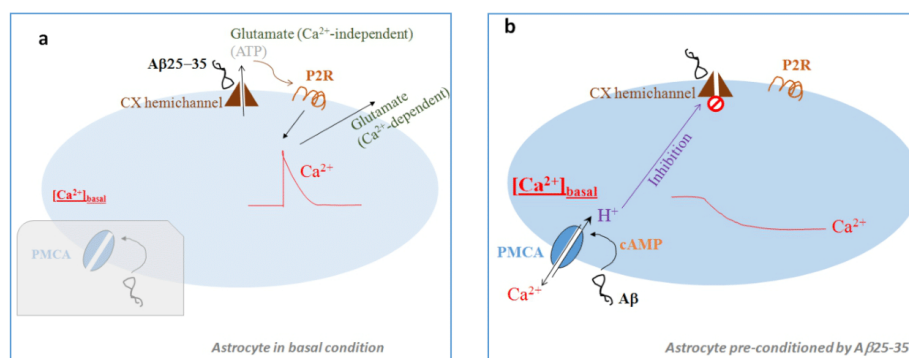 a
Glutamate (Ca²⁺-independent)
(ATP)
Aβ25–35
P2R
CX hemichannel
Glutamate
(Ca²⁺-dependent)
Ca²⁺
[Ca²⁺]basal
PMCA
Astrocyte in basal condition
b
CX hemichannel
P2R
Inhibition
[Ca²⁺]basal
H⁺
Ca²⁺
PMCA
cAMP
Ca²⁺
Aβ
Astrocyte pre-conditioned by Aβ25-35